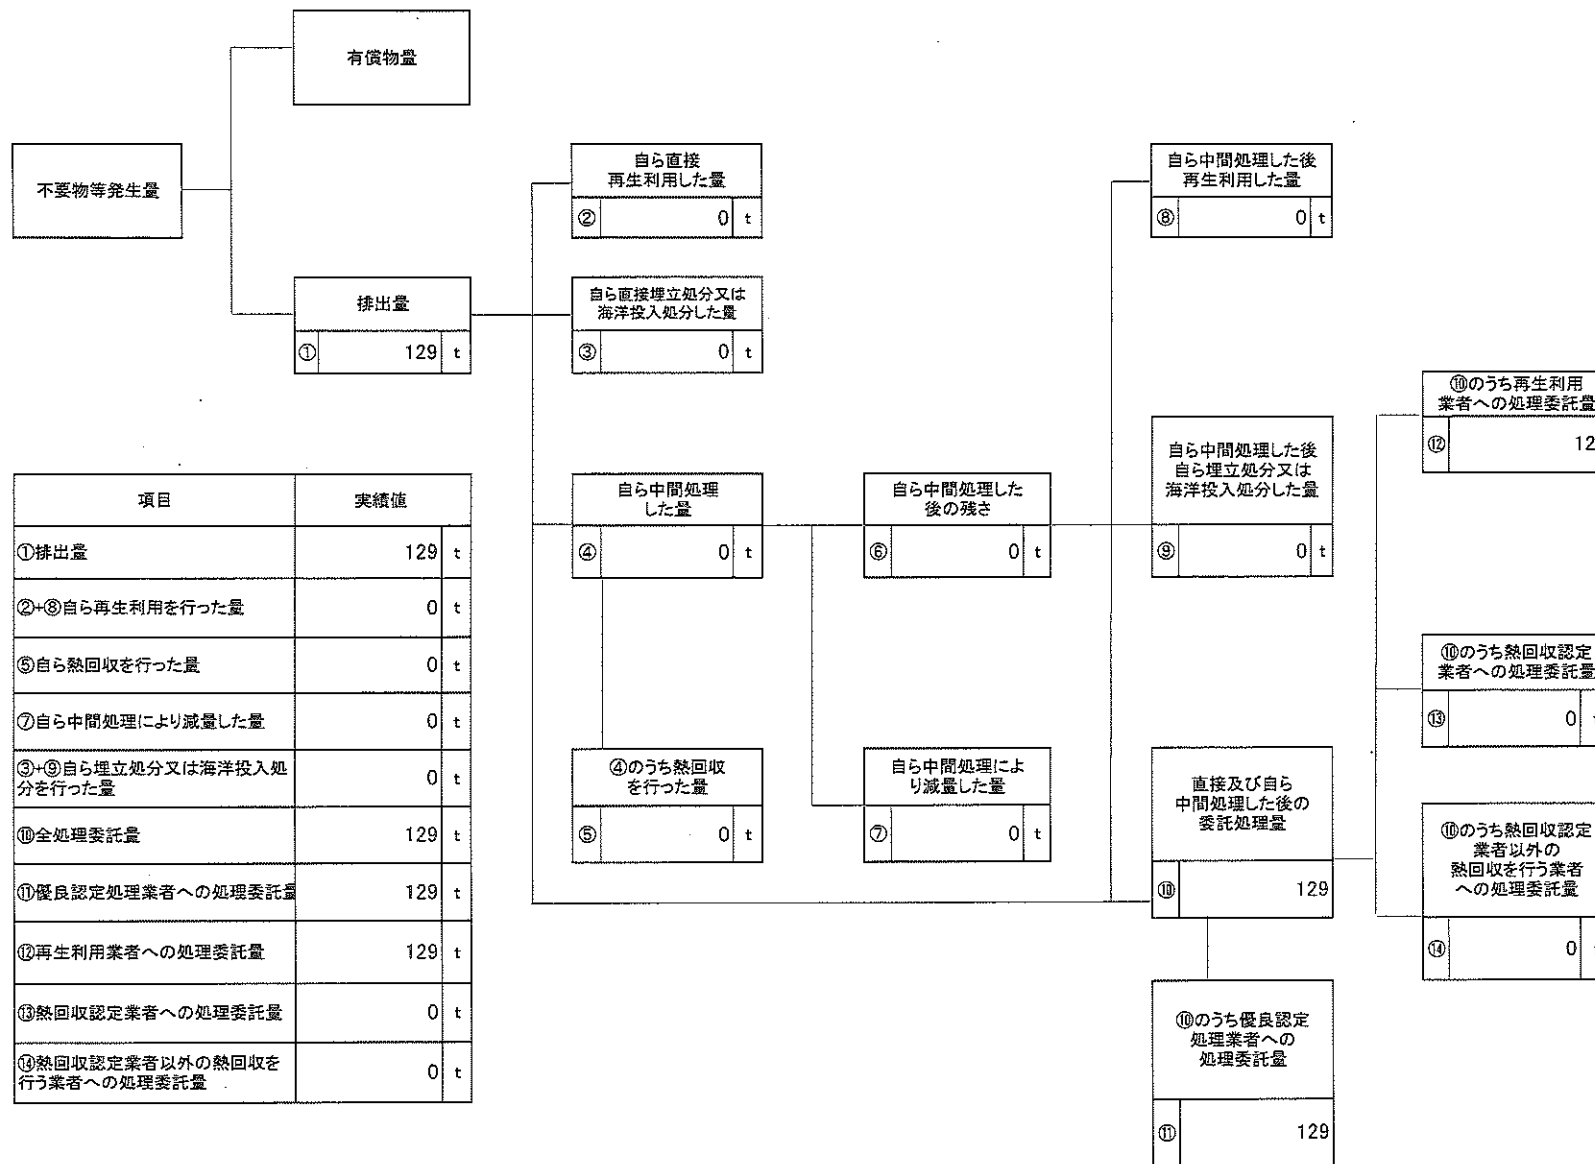 有償物量
不要物等発生量
排出量
① 129 t
自ら直接
再生利用した量
② 0 t
自ら直接埋立処分又は
海洋投入処分した量
③ 0 t
自ら中間処理
した量
④ 0 t
④のうち熱回収
を行った量
⑤ 0 t
自ら中間処理した
後の残さ
⑥ 0 t
自ら中間処理によ
り減量した量
⑦ 0 t
自ら中間処理した後
再生利用した量
⑧ 0 t
自ら中間処理した後
自ら埋立処分又は
海洋投入処分した量
⑨ 0 t
直接及び自ら
中間処理した後の
委託処理量
⑩ 129
⑩のうち優良認定
処理業者への
処理委託量
⑪ 129
⑩のうち再生利用
業者への処理委託量
⑫ 12
⑩のうち熱回収認定
業者への処理委託量
⑬ 0
⑩のうち熱回収認定
業者以外の
熱回収を行う業者
への処理委託量
⑭ 0
項目 実績値
①排出量 129 t
②+⑧自ら再生利用を行った量 0 t
⑤自ら熱回収を行った量 0 t
⑦自ら中間処理により減量した量 0 t
③+⑨自ら埋立処分又は海洋投入処
分を行った量 0 t
⑩全処理委託量 129 t
⑪優良認定処理業者への処理委託量 129 t
⑫再生利用業者への処理委託量 129 t
⑬熱回収認定業者への処理委託量 0 t
⑭熱回収認定業者以外の熱回収を
行う業者への処理委託量 0 t